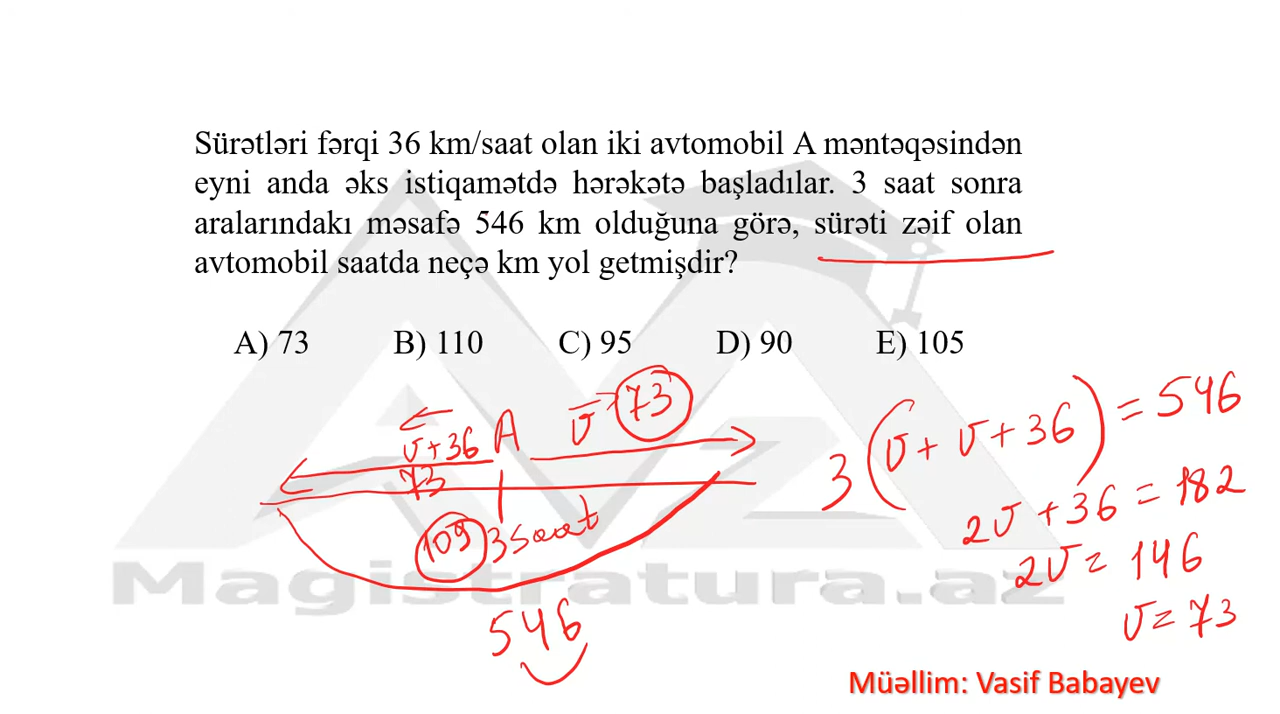 Sürətləri fərqi 36 km/saat olan iki avtomobil A məntəqəsindən
eyni anda əks istiqamətdə hərəkətə başladılar. 3 saat sonra
aralarındakı məsafə 546 km olduğuna görə, sürəti zəif olan
avtomobil saatda neçə km yol getmişdir?
A) 73 B) 110 C) 95 D) 90 E) 105
v+36 A v 73
73
109 3 saat
546
3(v+v+36)=546
2v+36=182
2v=146
v=73
Magistratura.az
Müəllim: Vasif Babayev